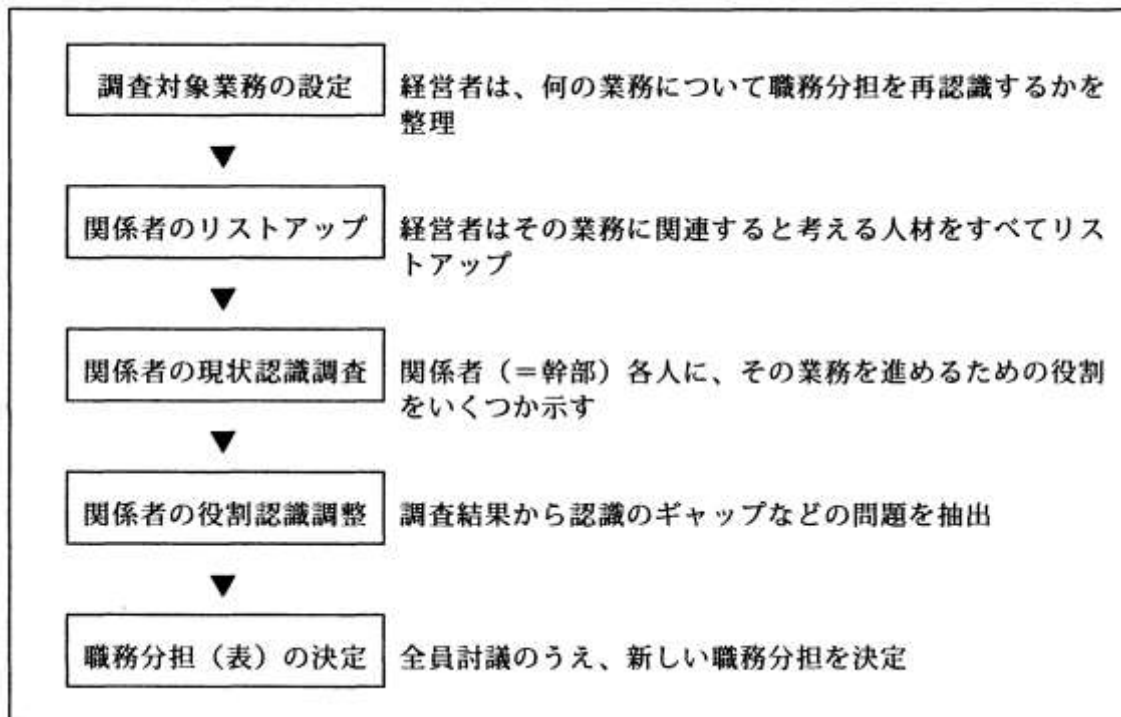 調査対象業務の設定
経営者は、何の業務について職務分担を再認識するかを
整理
▼
関係者のリストアップ
経営者はその業務に関連すると考える人材をすべてリス
トアップ
▼
関係者の現状認識調査
関係者（＝幹部）各人に、その業務を進めるための役割
をいくつか示す
▼
関係者の役割認識調整
調査結果から認識のギャップなどの問題を抽出
▼
職務分担（表）の決定
全員討議のうえ、新しい職務分担を決定